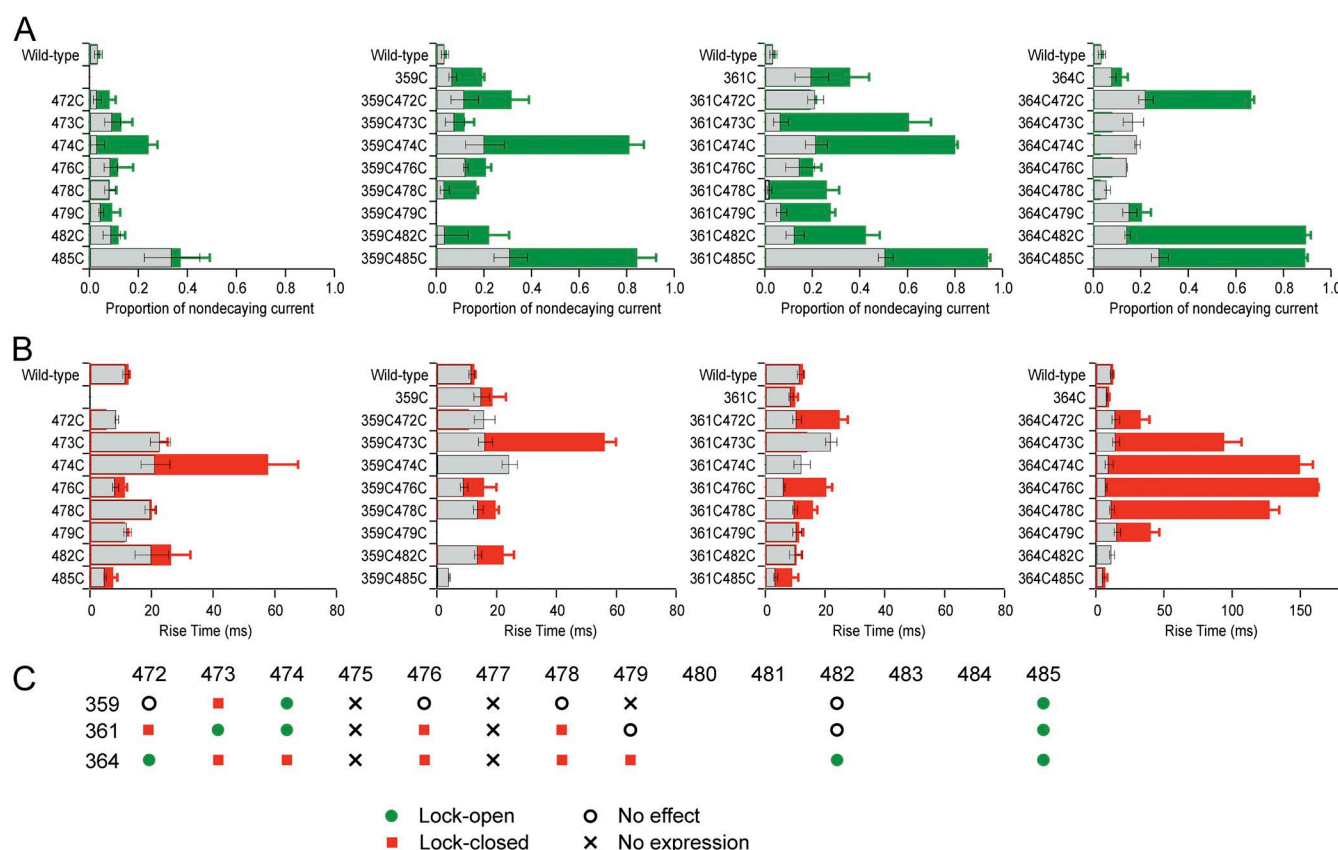 A
Wild-type
472C
473C
474C
476C
478C
479C
482C
485C
0.0 0.2 0.4 0.6 0.8 1.0
Proportion of nondecaying current
Wild-type
359C
359C472C
359C473C
359C474C
359C476C
359C478C
359C479C
359C482C
359C485C
0.0 0.2 0.4 0.6 0.8 1.0
Proportion of nondecaying current
Wild-type
361C
361C472C
361C473C
361C474C
361C476C
361C478C
361C479C
361C482C
361C485C
0.0 0.2 0.4 0.6 0.8 1.0
Proportion of nondecaying current
Wild-type
364C
364C472C
364C473C
364C474C
364C476C
364C478C
364C479C
364C482C
364C485C
0.0 0.2 0.4 0.6 0.8 1.0
Proportion of nondecaying current
B
Wild-type
472C
473C
474C
476C
478C
479C
482C
485C
0 20 40 60 80
Rise Time (ms)
Wild-type
359C
359C472C
359C473C
359C474C
359C476C
359C478C
359C479C
359C482C
359C485C
0 20 40 60 80
Rise Time (ms)
Wild-type
361C
361C472C
361C473C
361C474C
361C476C
361C478C
361C479C
361C482C
361C485C
0 20 40 60 80
Rise Time (ms)
Wild-type
364C
364C472C
364C473C
364C474C
364C476C
364C478C
364C479C
364C482C
364C485C
0 50 100 150
Rise Time (ms)
C
472 473 474 475 476 477 478 479 480 481 482 483 484 485
359
361
364
Lock-open
No effect
Lock-closed
No expression